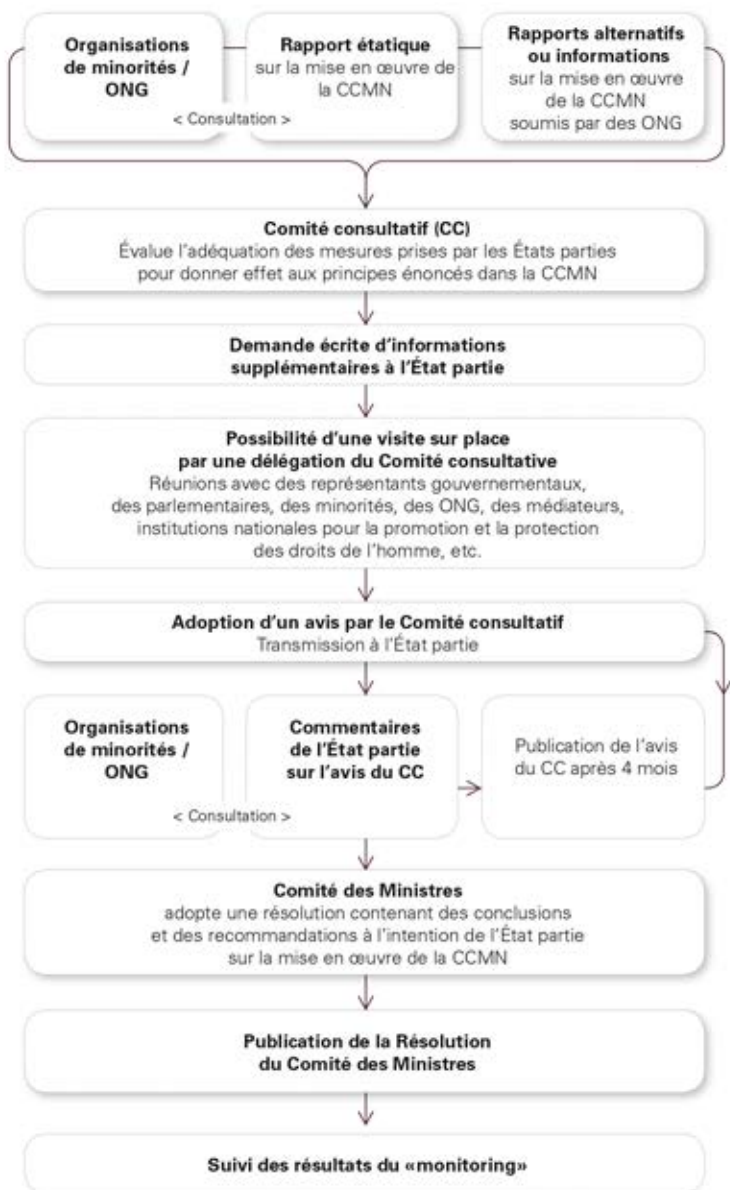 Organisations
de minorités /
ONG
< Consultation >
Rapport étatique
sur la mise en œuvre de
la CCMN
Rapports alternatifs
ou informations
sur la mise en œuvre
de la CCMN
soumis par des ONG
Comité consultatif (CC)
Évalue l'adéquation des mesures prises par les États parties
pour donner effet aux principes énoncés dans la CCMN
Demande écrite d'informations
supplémentaires à l'État partie
Possibilité d'une visite sur place
par une délégation du Comité consultative
Réunions avec des représentants gouvernementaux,
des parlementaires, des minorités, des ONG, des médiateurs,
institutions nationales pour la promotion et la protection
des droits de l'homme, etc.
Adoption d'un avis par le Comité consultatif
Transmission à l'État partie
Organisations
de minorités /
ONG
< Consultation >
Commentaires
de l'État partie
sur l'avis du CC
Publication de l'avis
du CC après 4 mois
Comité des Ministres
adopte une résolution contenant des conclusions
et des recommandations à l'intention de l'État partie
sur la mise en œuvre de la CCMN
Publication de la Résolution
du Comité des Ministres
Suivi des résultats du «monitoring»